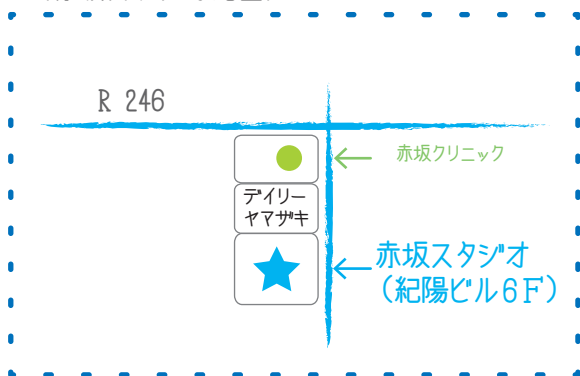 R 246
赤坂クリニック
デイリー
ヤマザキ
赤坂スタジオ
（紀陽ビル6F）